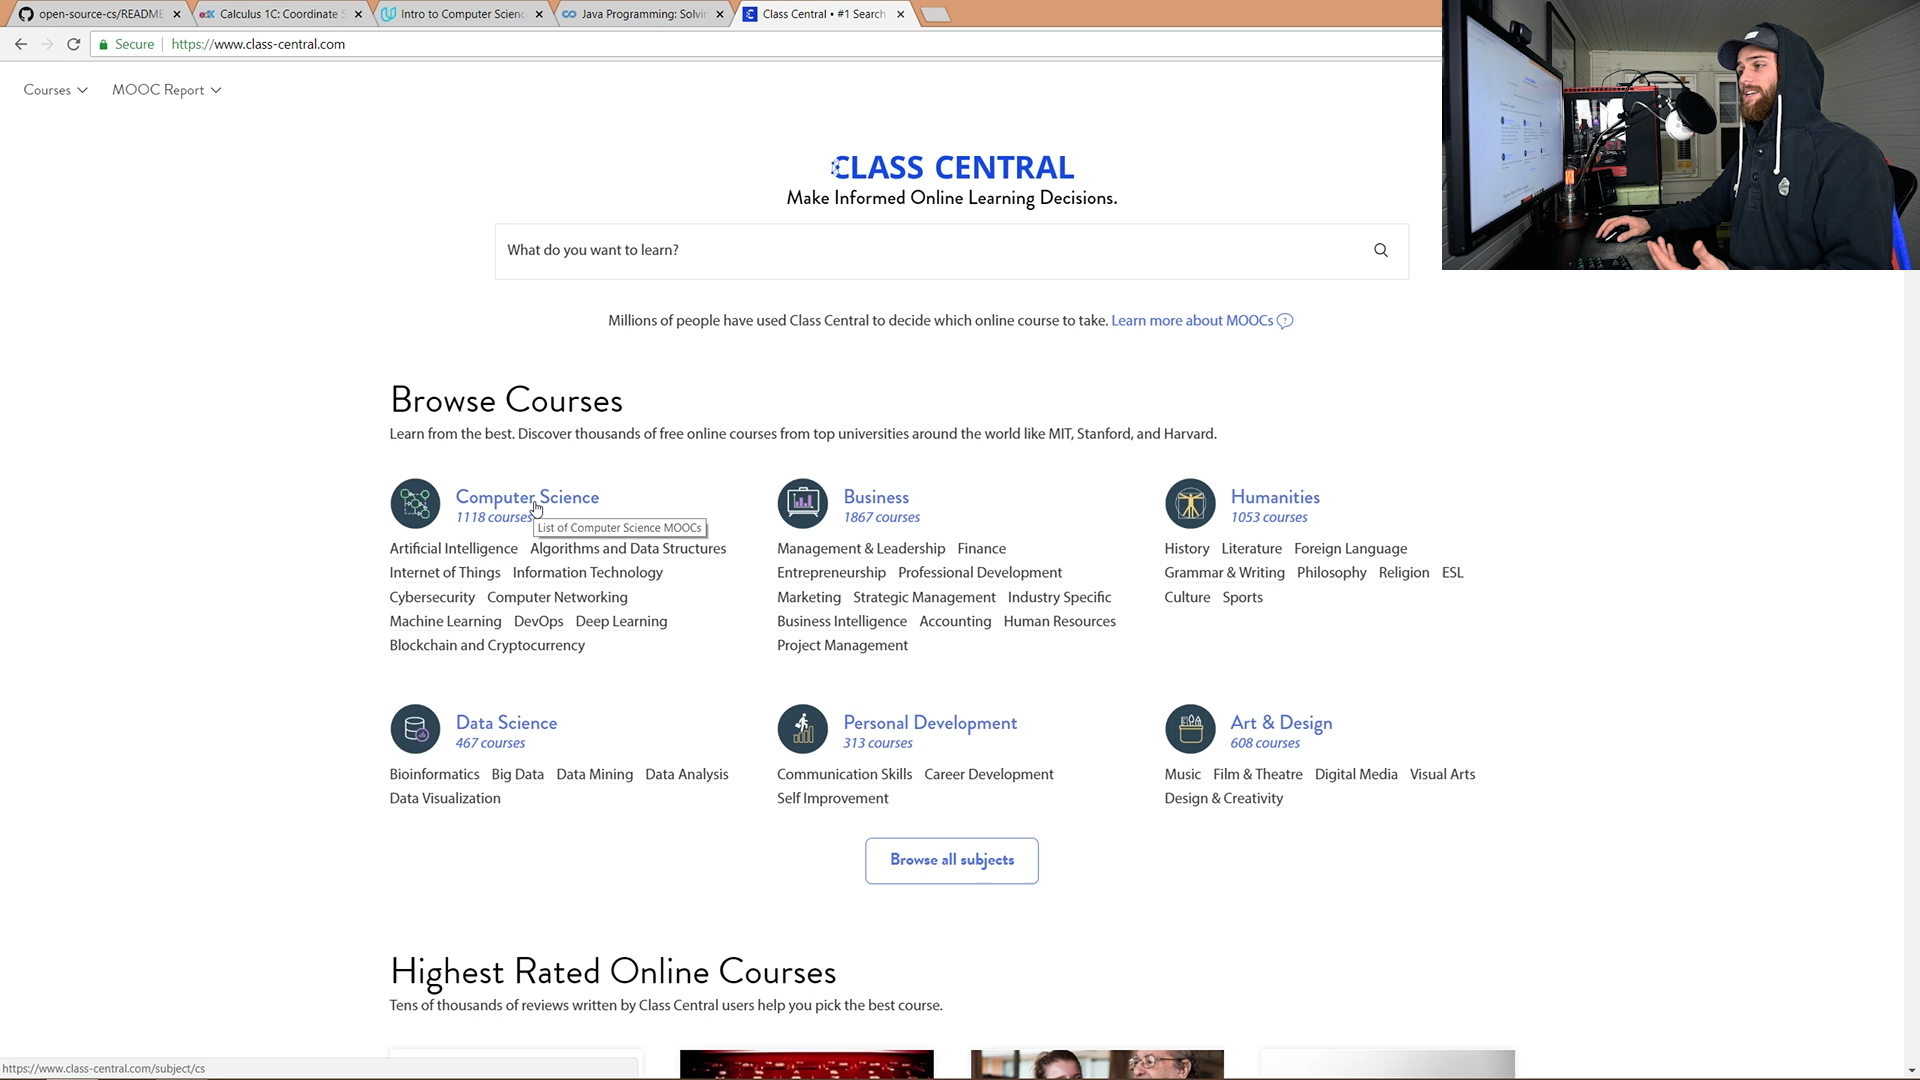 open-source-cs/README
Calculus 1C: Coordinate S
Intro to Computer Scienc
Java Programming: Solvin
Class Central • #1 Search
Secure
https://www.class-central.com
Courses
MOOC Report
CLASS CENTRAL
Make Informed Online Learning Decisions.
What do you want to learn?
Millions of people have used Class Central to decide which online course to take. Learn more about MOOCs
Browse Courses
Learn from the best. Discover thousands of free online courses from top universities around the world like MIT, Stanford, and Harvard.
Computer Science
1118 courses
List of Computer Science MOOCs
Artificial Intelligence Algorithms and Data Structures
Internet of Things Information Technology
Cybersecurity Computer Networking
Machine Learning DevOps Deep Learning
Blockchain and Cryptocurrency
Business
1867 courses
Management & Leadership Finance
Entrepreneurship Professional Development
Marketing Strategic Management Industry Specific
Business Intelligence Accounting Human Resources
Project Management
Humanities
1053 courses
History Literature Foreign Language
Grammar & Writing Philosophy Religion ESL
Culture Sports
Data Science
467 courses
Bioinformatics Big Data Data Mining Data Analysis
Data Visualization
Personal Development
313 courses
Communication Skills Career Development
Self Improvement
Art & Design
608 courses
Music Film & Theatre Digital Media Visual Arts
Design & Creativity
Browse all subjects
Highest Rated Online Courses
Tens of thousands of reviews written by Class Central users help you pick the best course.
https://www.class-central.com/subject/cs